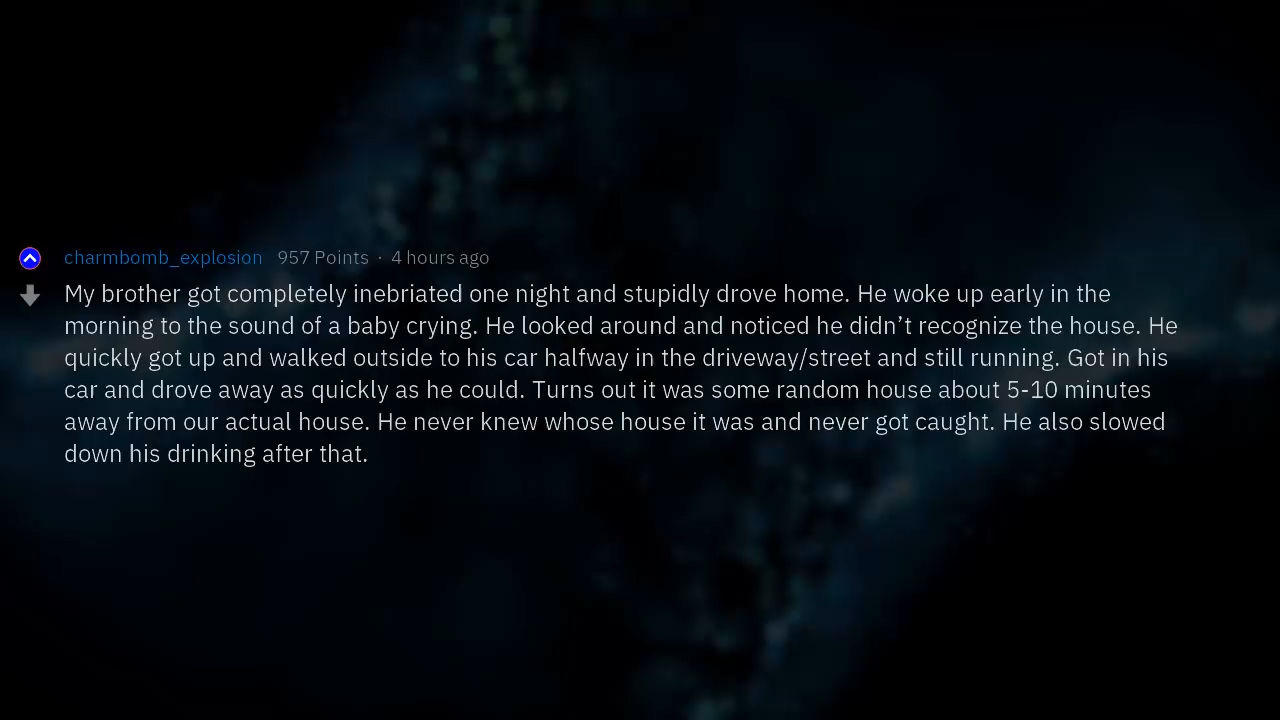 charmbomb_explosion 957 Points · 4 hours ago
My brother got completely inebriated one night and stupidly drove home. He woke up early in the
morning to the sound of a baby crying. He looked around and noticed he didn’t recognize the house. He
quickly got up and walked outside to his car halfway in the driveway/street and still running. Got in his
car and drove away as quickly as he could. Turns out it was some random house about 5-10 minutes
away from our actual house. He never knew whose house it was and never got caught. He also slowed
down his drinking after that.